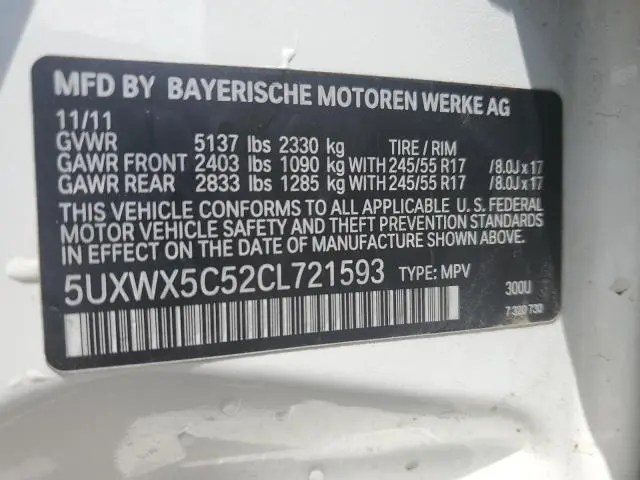 MFD BY BAYERISCHE MOTOREN WERKE AG
11/11
GVWR 5137 lbs 2330 kg TIRE / RIM
GAWR FRONT 2403 lbs 1090 kg WITH 245/55 R17 /8.0J x 17
GAWR REAR 2833 lbs 1285 kg WITH 245/55 R17 /8.0J x 17
THIS VEHICLE CONFORMS TO ALL APPLICABLE U. S. FEDERAL
MOTOR VEHICLE SAFETY AND THEFT PREVENTION STANDARDS
IN EFFECT ON THE DATE OF MANUFACTURE SHOWN ABOVE.
5UXWX5C52CL721593 TYPE: MPV
300U
7 320 730